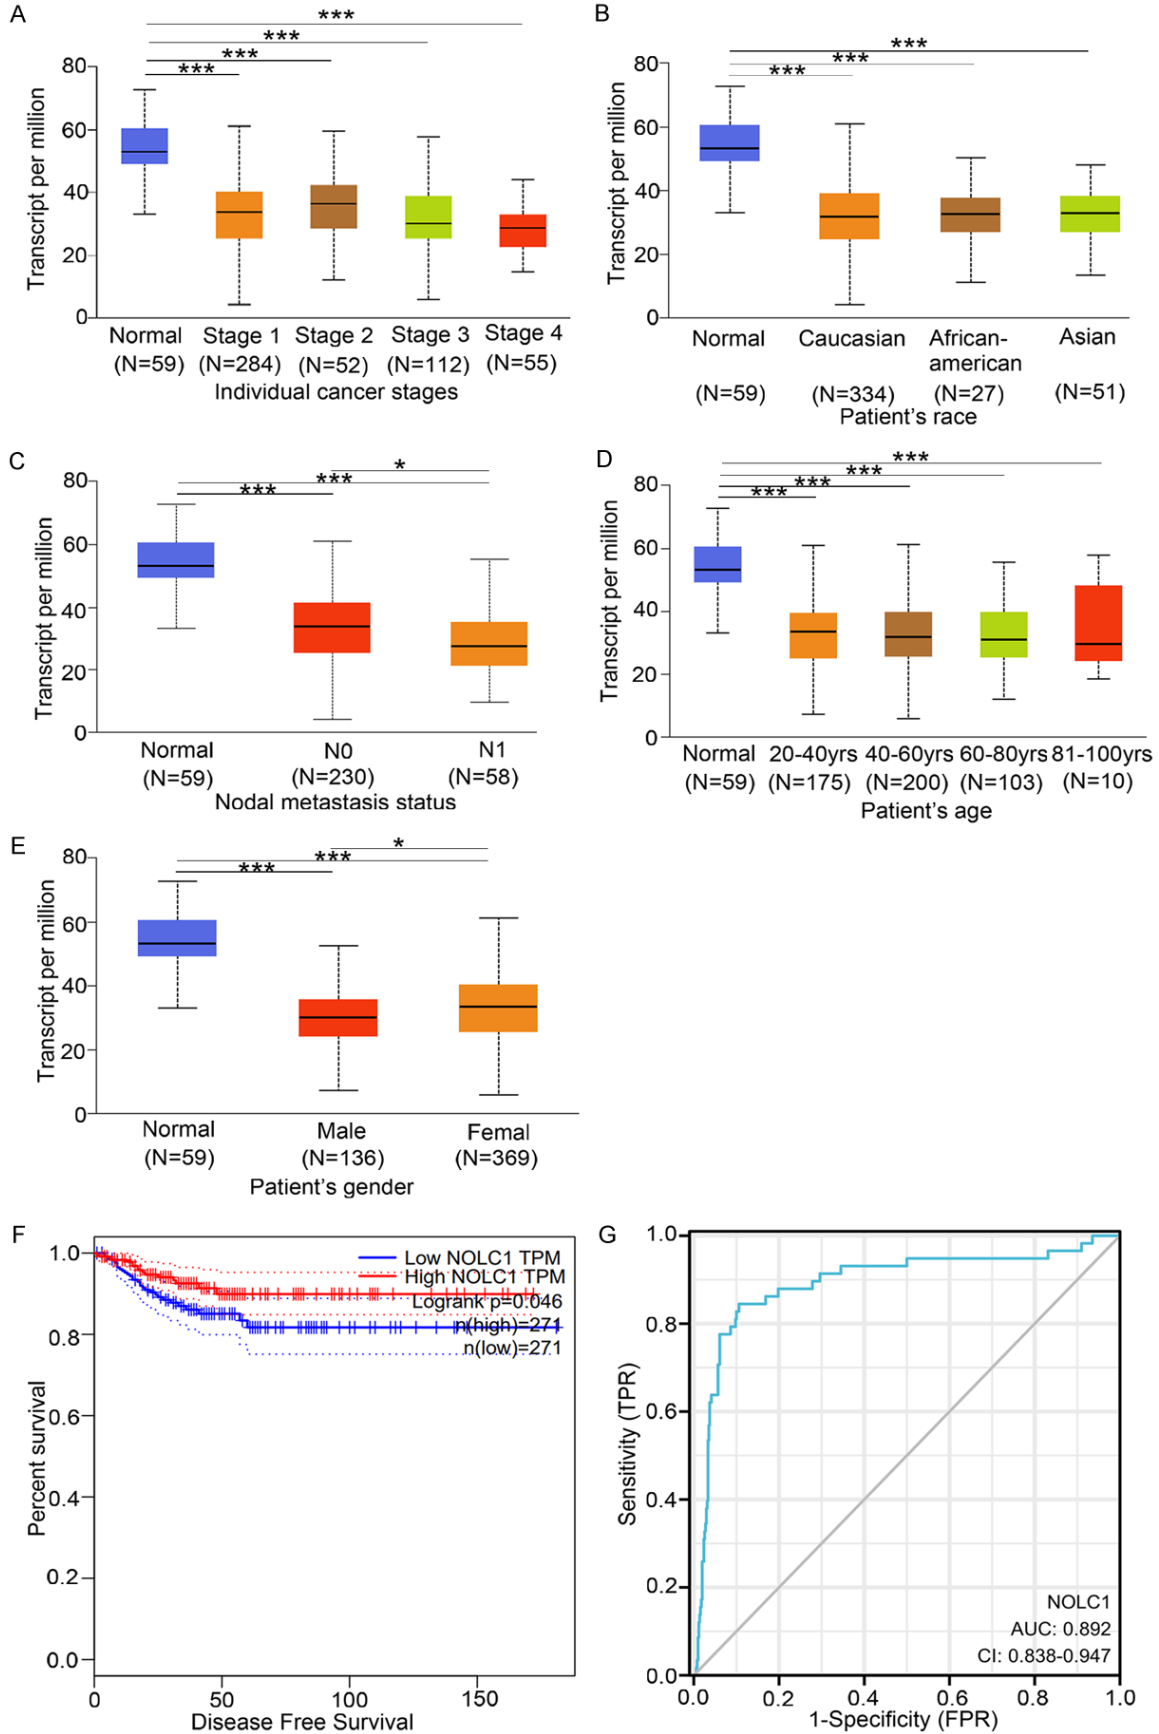 A
***
***
***
***
Transcript per million
80
60
40
20
0
Normal Stage 1 Stage 2 Stage 3 Stage 4
(N=59) (N=284) (N=52) (N=112) (N=55)
Individual cancer stages
B
***
***
***
Transcript per million
80
60
40
20
0
Normal Caucasian African-american Asian
(N=59) (N=334) (N=27) (N=51)
Patient's race
C
*
***
***
Transcript per million
80
60
40
20
0
Normal N0 N1
(N=59) (N=230) (N=58)
Nodal metastasis status
D
***
***
***
***
Transcript per million
80
60
40
20
0
Normal 20-40yrs 40-60yrs 60-80yrs 81-100yrs
(N=59) (N=175) (N=200) (N=103) (N=10)
Patient's age
E
*
***
***
Transcript per million
80
60
40
20
0
Normal Male Femal
(N=59) (N=136) (N=369)
Patient's gender
F
Percent survival
1.0
0.8
0.6
0.4
0.2
0.0
Low NOLC1 TPM
High NOLC1 TPM
Logrank p=0.046
n(high)=271
n(low)=271
0 50 100 150
Disease Free Survival
G
Sensitivity (TPR)
1.0
0.8
0.6
0.4
0.2
0.0
NOLC1
AUC: 0.892
CI: 0.838-0.947
0.0 0.2 0.4 0.6 0.8 1.0
1-Specificity (FPR)